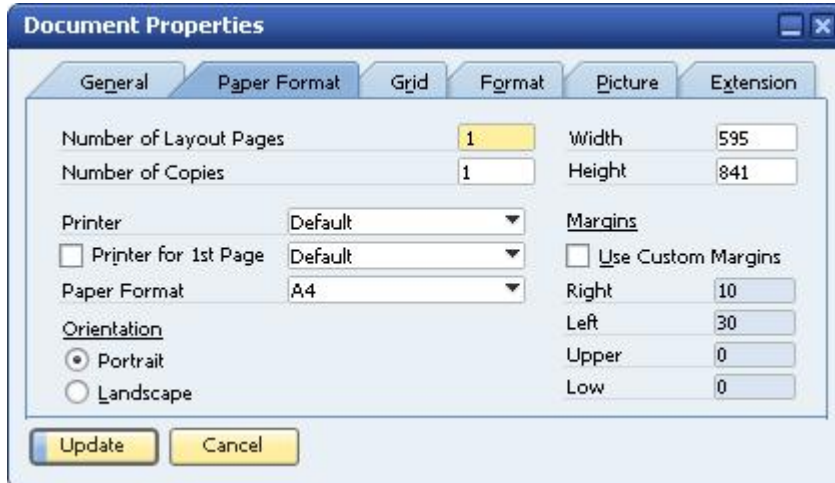 Document Properties
General Paper Format Grid Format Picture Extension
Number of Layout Pages 1 Width 595
Number of Copies 1 Height 841
Printer Default Margins
Printer for 1st Page Default Use Custom Margins
Paper Format A4 Right 10
Orientation Left 30
Portrait Upper 0
Landscape Low 0
Update Cancel